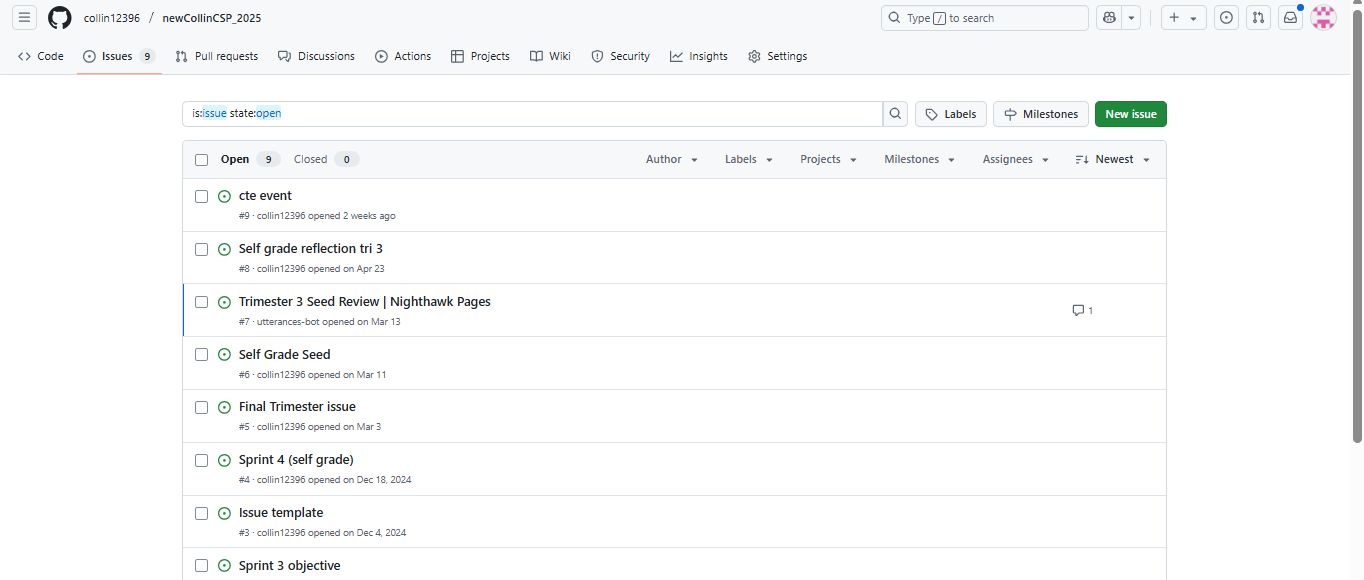 collin12396 / newCollinCSP_2025
Type / to search
Code
Issues 9
Pull requests
Discussions
Actions
Projects
Wiki
Security
Insights
Settings
is:issue state:open
Labels
Milestones
New issue
Open 9
Closed 0
Author
Labels
Projects
Milestones
Assignees
Newest
cte event
#9 · collin12396 opened 2 weeks ago
Self grade reflection tri 3
#8 · collin12396 opened on Apr 23
Trimester 3 Seed Review | Nighthawk Pages
1
#7 · utterances-bot opened on Mar 13
Self Grade Seed
#6 · collin12396 opened on Mar 11
Final Trimester issue
#5 · collin12396 opened on Mar 3
Sprint 4 (self grade)
#4 · collin12396 opened on Dec 18, 2024
Issue template
#3 · collin12396 opened on Dec 4, 2024
Sprint 3 objective